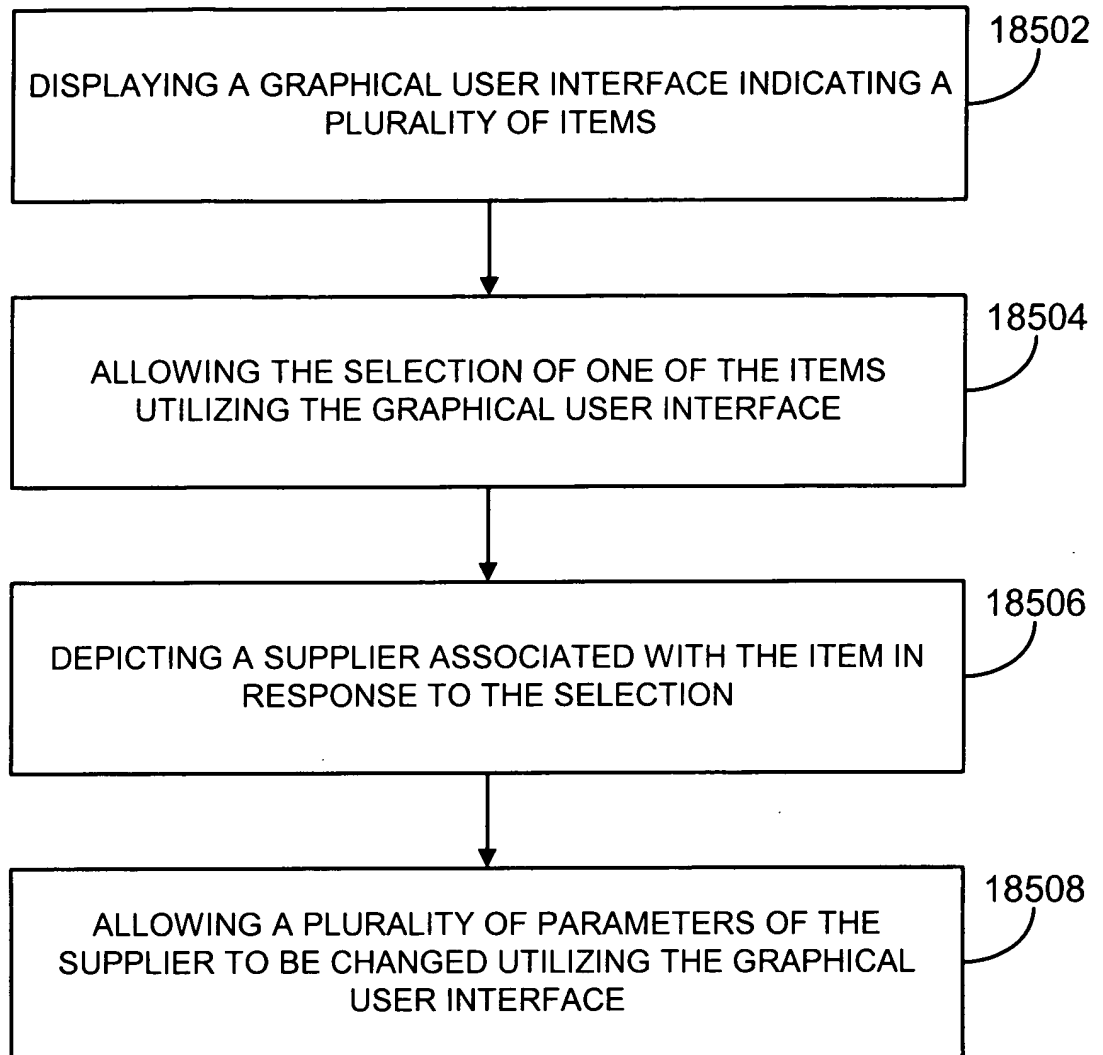 18502
DISPLAYING A GRAPHICAL USER INTERFACE INDICATING A
PLURALITY OF ITEMS
18504
ALLOWING THE SELECTION OF ONE OF THE ITEMS
UTILIZING THE GRAPHICAL USER INTERFACE
18506
DEPICTING A SUPPLIER ASSOCIATED WITH THE ITEM IN
RESPONSE TO THE SELECTION
18508
ALLOWING A PLURALITY OF PARAMETERS OF THE
SUPPLIER TO BE CHANGED UTILIZING THE GRAPHICAL
USER INTERFACE